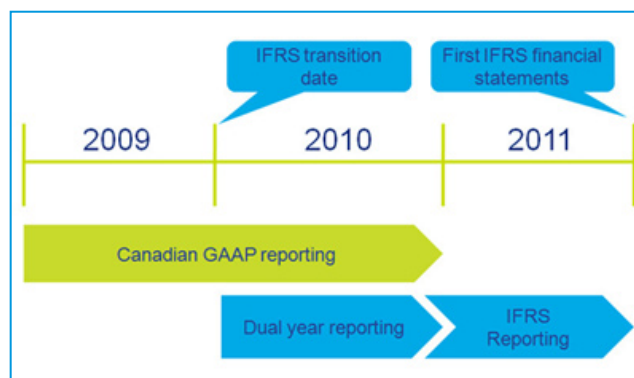 IFRS transition
date
First IFRS financial
statements
2009
2010
2011
Canadian GAAP reporting
Dual year reporting
IFRS
Reporting